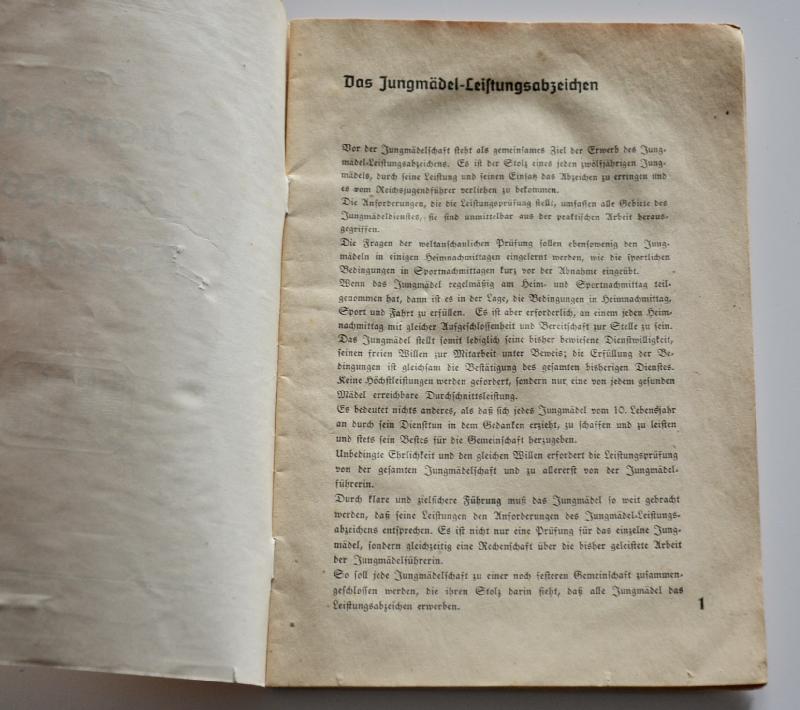 Das Jungmädel-Leistungsabzeichen
Vor der Jungmädelschaft steht als gemeinsames Ziel der Erwerb des Jung-
mädel-Leistungsabzeichens. Es ist der Stolz eines jeden zwölfjährigen Jung-
mädels, durch seine Leistung und seinen Einsatz das Abzeichen zu erringen und
es vom Reichsjugendführer verliehen zu bekommen.
Die Anforderungen, die die Leistungsprüfung stellt, umfassen alle Gebiete des
Jungmädeldienstes, sie sind unmittelbar aus der praktischen Arbeit heraus-
gegriffen.
Die Fragen der weltanschaulichen Prüfung sollen ebensowenig den Jung-
mädeln in einigen Heimnachmittagen eingelernt werden, wie die sportlichen
Bedingungen in Sportnachmittagen kurz vor der Abnahme eingeübt.
Wenn das Jungmädel regelmäßig am Heim- und Sportnachmittag teil-
genommen hat, dann ist es in der Lage, die Bedingungen in Heimnachmittag,
Sport und Fahrt zu erfüllen. Es ist aber erforderlich, an einem jeden Heim-
nachmittag mit gleicher Aufgeschlossenheit und Bereitschaft zur Stelle zu sein.
Das Jungmädel stellt somit lediglich seine bisher bewiesene Dienstwilligkeit,
seinen freien Willen zur Mitarbeit unter Beweis; die Erfüllung der Be-
dingungen ist gleichsam die Bestätigung des gesamten bisherigen Dienstes.
Keine Höchstleistungen werden gefordert, sondern nur eine von jedem gesunden
Mädel erreichbare Durchschnittsleistung.
Es bedeutet nichts anderes, als daß sich jedes Jungmädel vom 10. Lebensjahr
an durch sein Diensttun in dem Gedanken erzieht, zu schaffen und zu leisten
und stets sein Bestes für die Gemeinschaft herzugeben.
Unbedingte Ehrlichkeit und den gleichen Willen erfordert die Leistungsprüfung
von der gesamten Jungmädelschaft und zu allererst von der Jungmädel-
führerin.
Durch klare und zielsichere Führung muß das Jungmädel so weit gebracht
werden, daß seine Leistungen den Anforderungen des Jungmädel-Leistungs-
abzeichens entsprechen. Es ist nicht nur eine Prüfung für das einzelne Jung-
mädel, sondern gleichzeitig eine Rechenschaft über die bisher geleistete Arbeit
der Jungmädelführerin.
So soll jede Jungmädelschaft zu einer noch festeren Gemeinschaft zusammen-
geschlossen werden, die ihren Stolz darin sieht, daß alle Jungmädel das
Leistungsabzeichen erwerben.
1